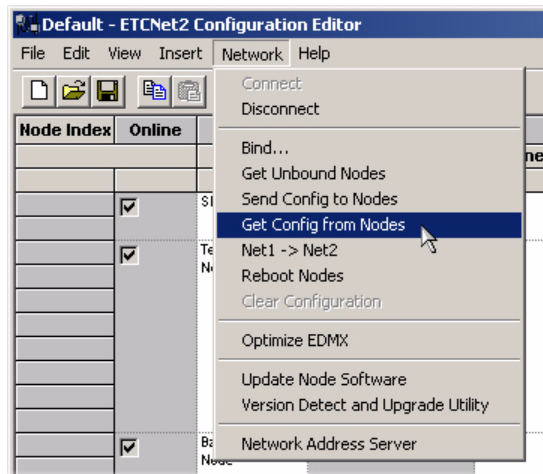 Default - ETCNet2 Configuration Editor
File Edit View Insert Network Help
Connect
Disconnect
Node Index Online
Bind...
Get Unbound Nodes
Send Config to Nodes
Get Config from Nodes
Net1 -> Net2
Reboot Nodes
Clear Configuration
Optimize EDMX
Update Node Software
Version Detect and Upgrade Utility
Network Address Server
Node